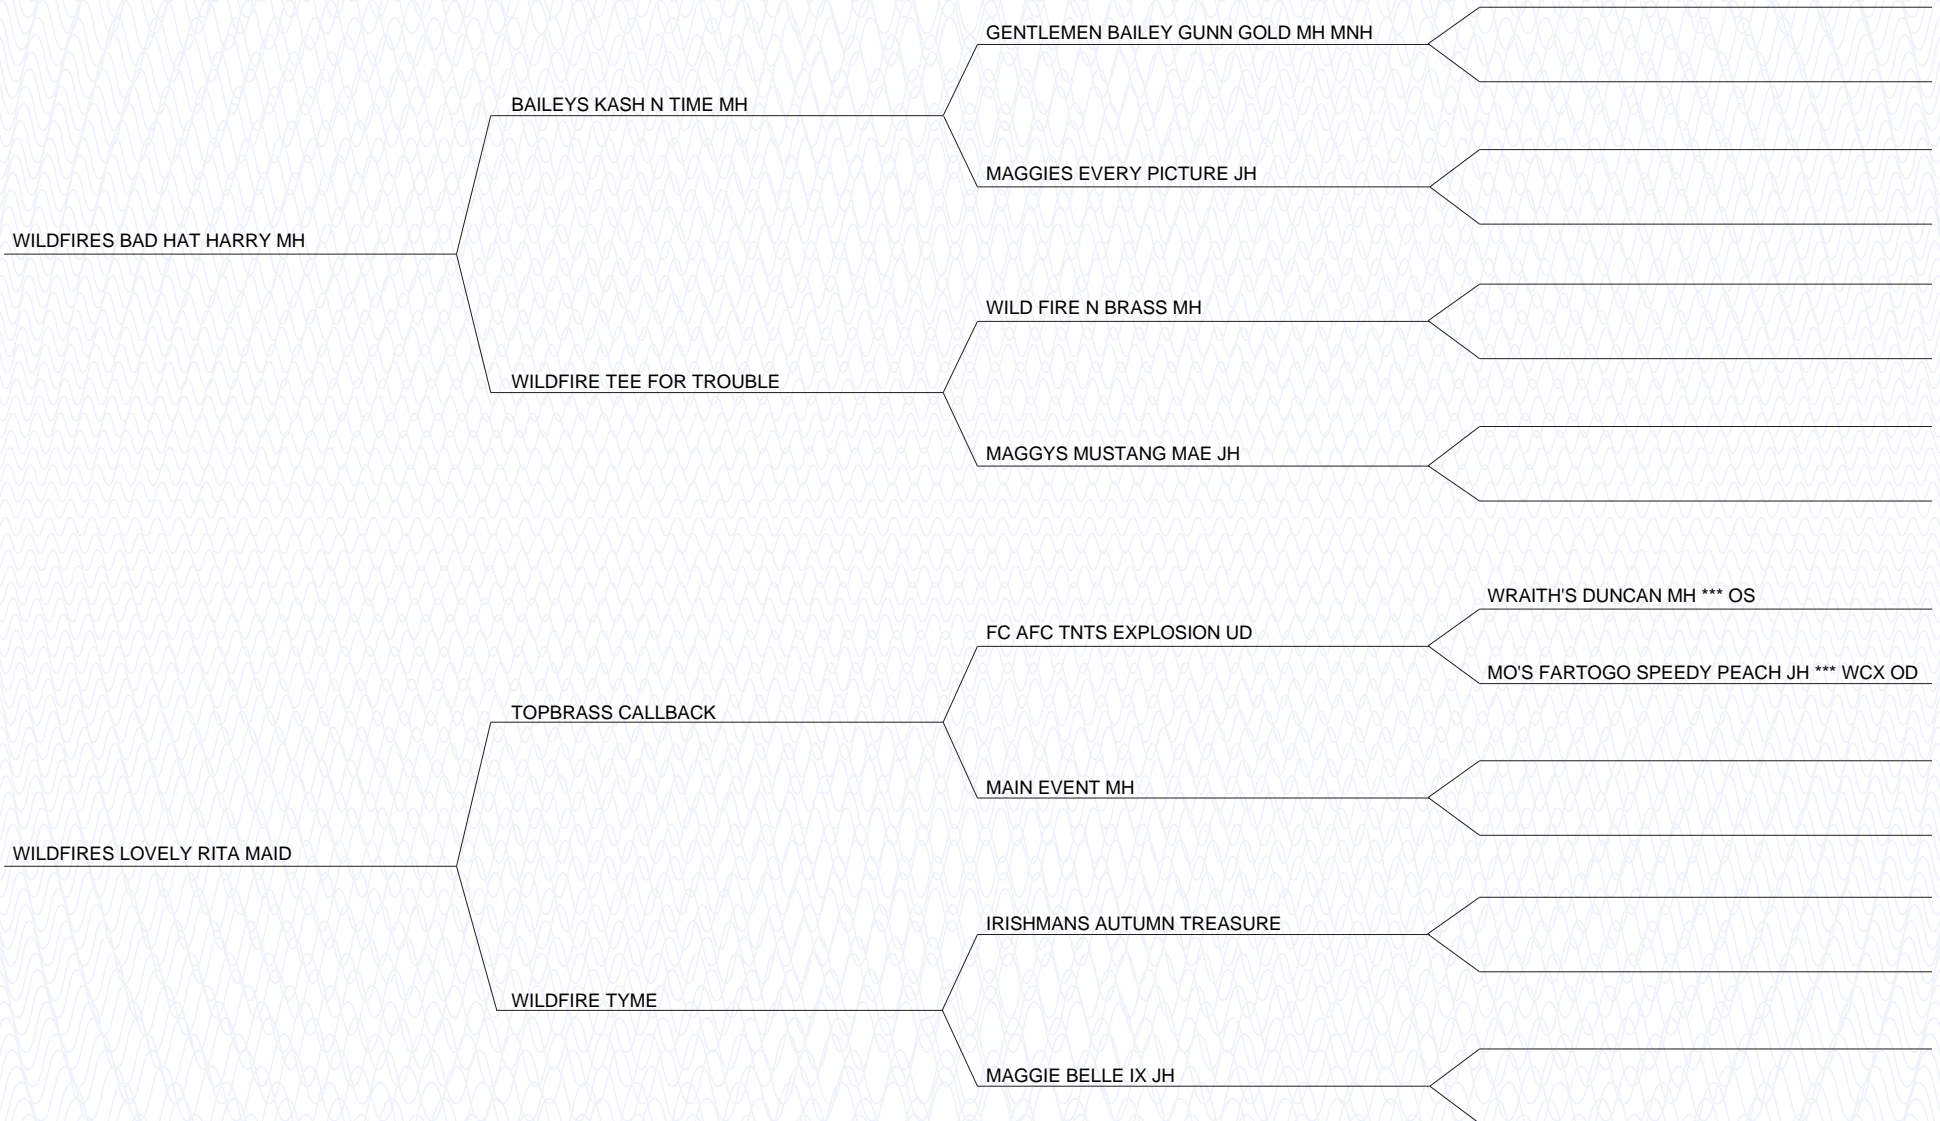 GENTLEMEN BAILEY GUNN GOLD MH MNH
BAILEYS KASH N TIME MH
MAGGIES EVERY PICTURE JH
WILDFIRES BAD HAT HARRY MH
WILD FIRE N BRASS MH
WILDFIRE TEE FOR TROUBLE
MAGGYS MUSTANG MAE JH
WRAITH'S DUNCAN MH *** OS
FC AFC TNTS EXPLOSION UD
MO'S FARTOGO SPEEDY PEACH JH *** WCX OD
TOPBRASS CALLBACK
MAIN EVENT MH
WILDFIRES LOVELY RITA MAID
IRISHMANS AUTUMN TREASURE
WILDFIRE TYME
MAGGIE BELLE IX JH